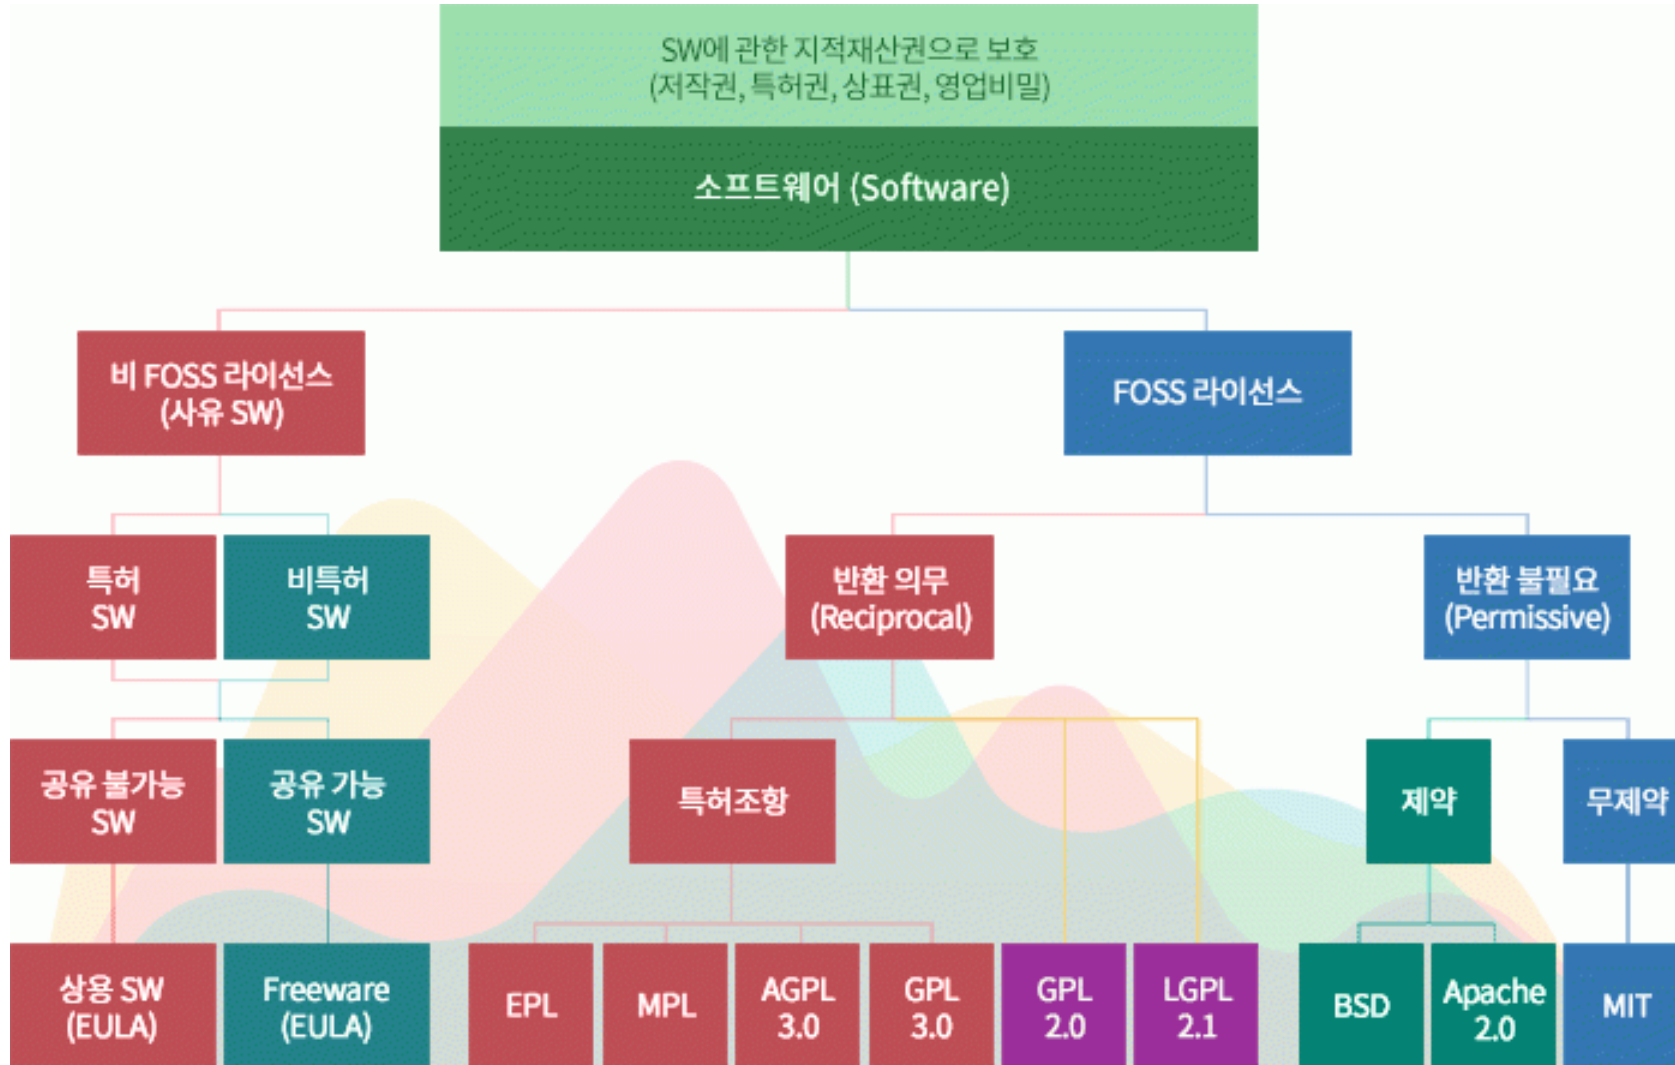 SW에 관한 지적재산권으로 보호
(저작권, 특허권, 상표권, 영업비밀)
소프트웨어 (Software)
비 FOSS 라이선스
(사유 SW)
FOSS 라이선스
특허
SW
비특허
SW
반환 의무
(Reciprocal)
반환 불필요
(Permissive)
공유 불가능
SW
공유 가능
SW
특허조항
제약
무제약
상용 SW
(EULA)
Freeware
(EULA)
EPL
MPL
AGPL
3.0
GPL
3.0
GPL
2.0
LGPL
2.1
BSD
Apache
2.0
MIT